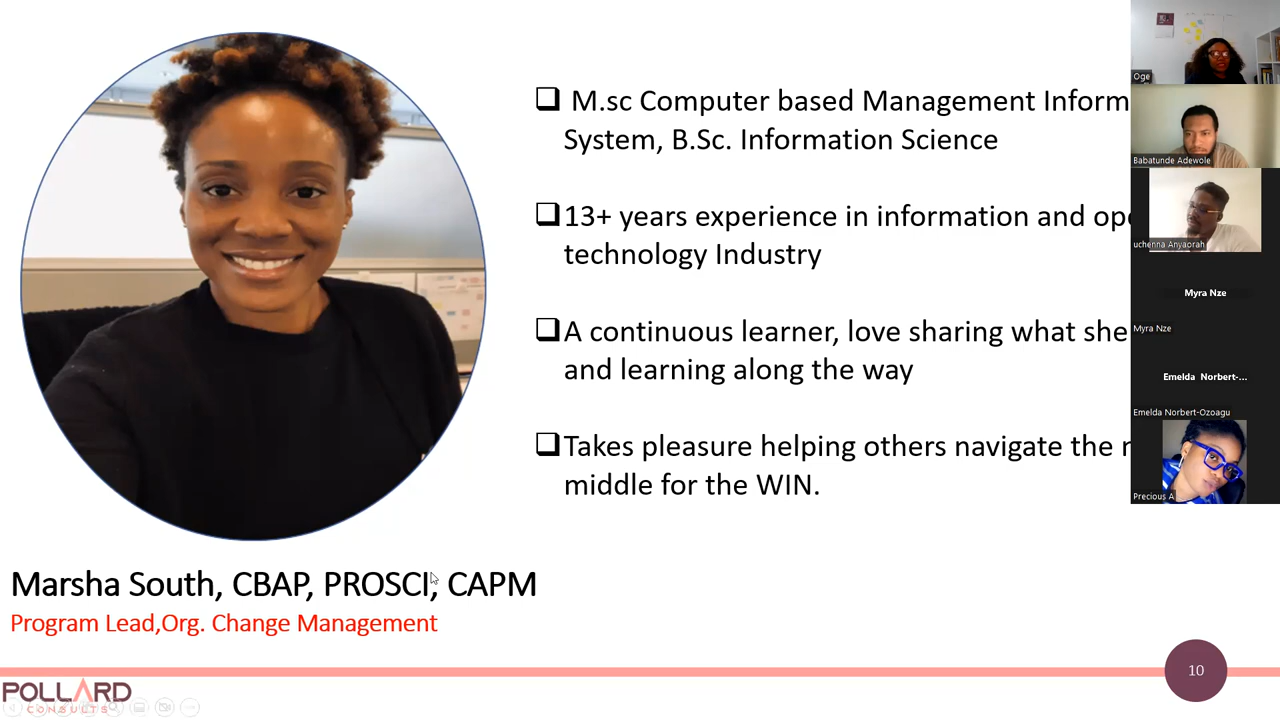 M.sc Computer based Management Inform
System, B.Sc. Information Science
13+ years experience in information and op
technology Industry
A continuous learner, love sharing what she
and learning along the way
Takes pleasure helping others navigate the
middle for the WIN.
Marsha South, CBAP, PROSCI, CAPM
Program Lead,Org. Change Management
10
POLLARD
CONSULTS
Oge
Babatunde Adewole
uchenna Anyaorah
Myra Nze
Myra Nze
Emelda Norbert-...
Emelda Norbert-Ozoagu
Precious A